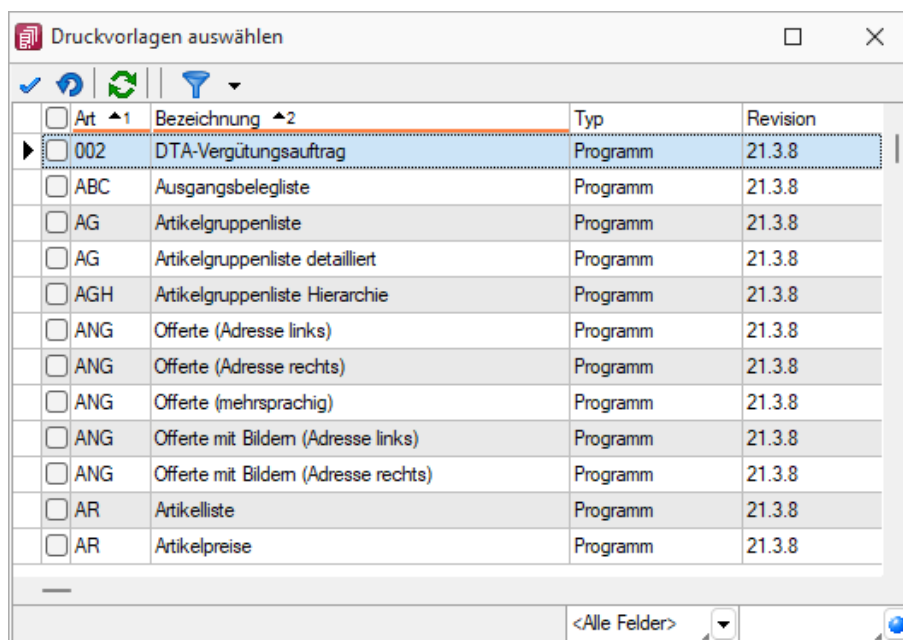 Druckvorlagen auswählen
Art 1 Bezeichnung 2 Typ Revision
002 DTA-Vergütungsauftrag Programm 21.3.8
ABC Ausgangsbelegliste Programm 21.3.8
AG Artikelgruppenliste Programm 21.3.8
AG Artikelgruppenliste detailliert Programm 21.3.8
AGH Artikelgruppenliste Hierarchie Programm 21.3.8
ANG Offerte (Adresse links) Programm 21.3.8
ANG Offerte (Adresse rechts) Programm 21.3.8
ANG Offerte (mehrsprachig) Programm 21.3.8
ANG Offerte mit Bildern (Adresse links) Programm 21.3.8
ANG Offerte mit Bildern (Adresse rechts) Programm 21.3.8
AR Artikelliste Programm 21.3.8
AR Artikelpreise Programm 21.3.8
<Alle Felder>